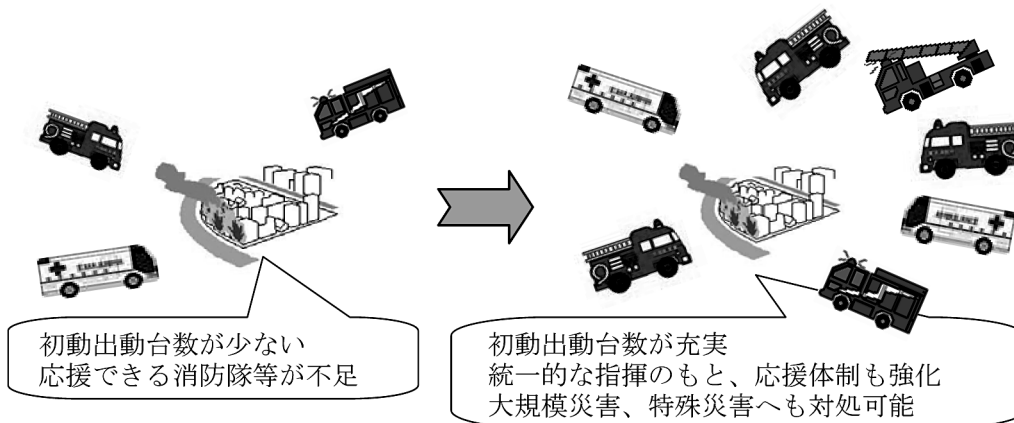 初動出動台数が少ない
応援できる消防隊等が不足
初動出動台数が充実
統一的な指揮のもと、応援体制も強化
大規模災害、特殊災害へも対処可能